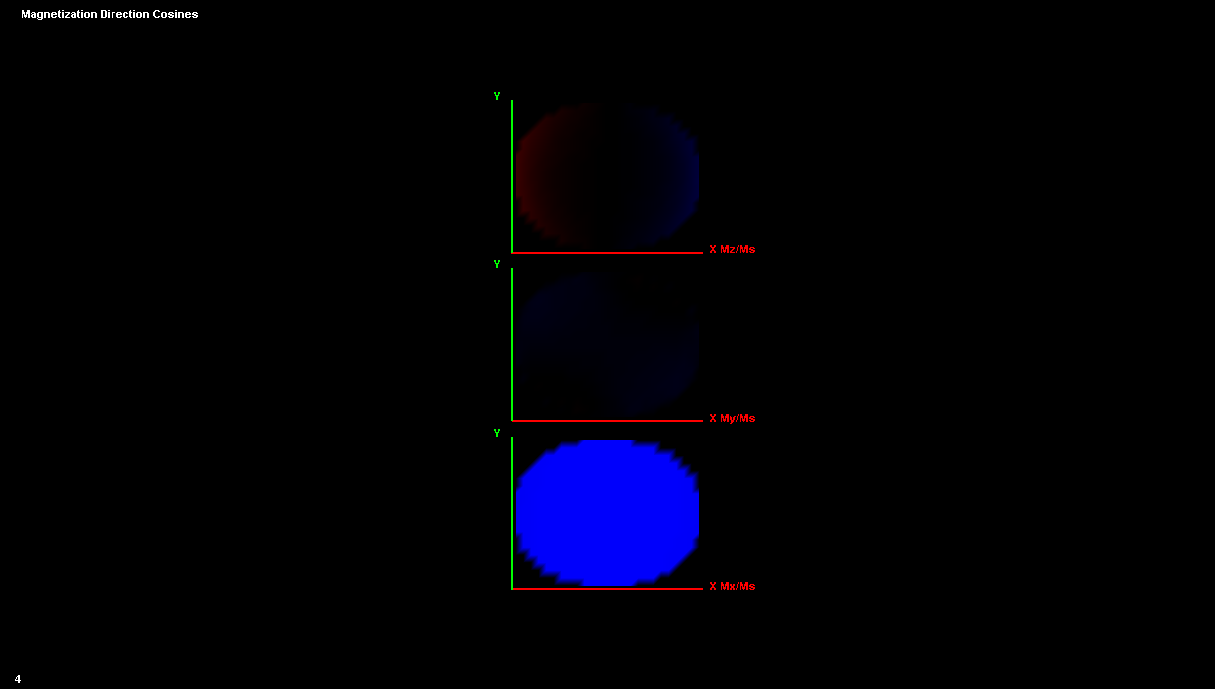 Magnetization Direction Cosines
Y
X Mz/Ms
Y
X My/Ms
Y
X Mx/Ms
4